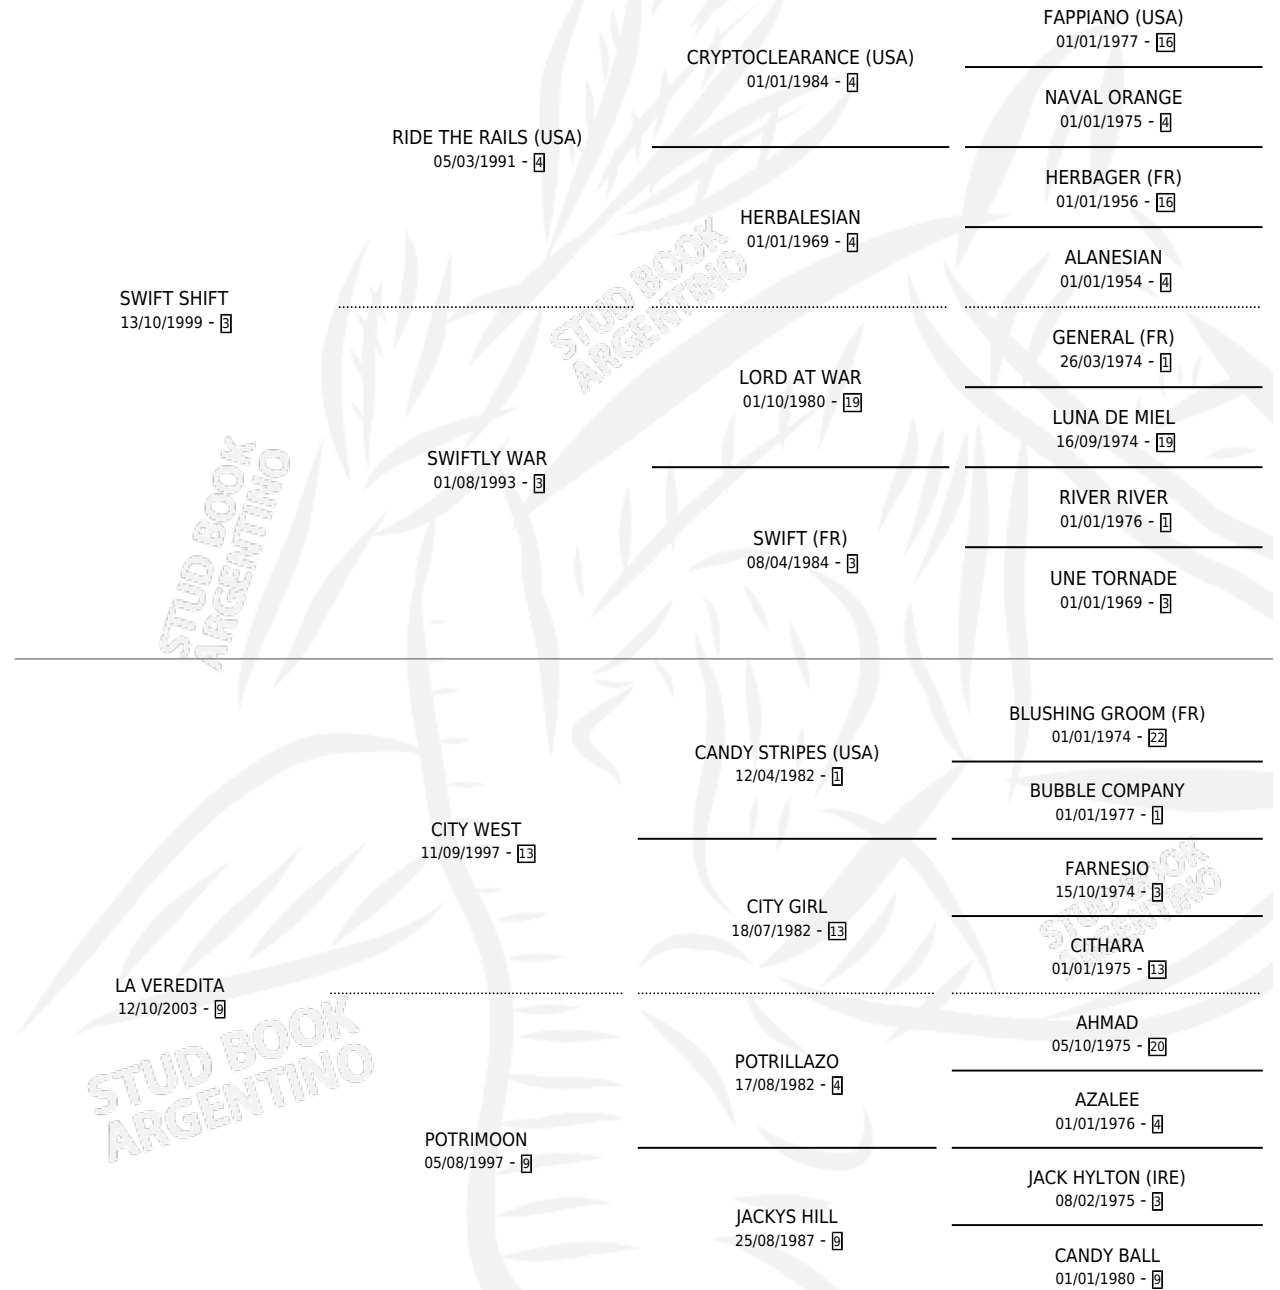 FAPPIANO (USA)
01/01/1977 - 16
CRYPTOCLEARANCE (USA)
01/01/1984 - 4
NAVAL ORANGE
01/01/1975 - 4
RIDE THE RAILS (USA)
05/03/1991 - 4
HERBAGER (FR)
01/01/1956 - 16
HERBALESIAN
01/01/1969 - 4
ALANESIAN
01/01/1954 - 4
SWIFT SHIFT
13/10/1999 - 3
GENERAL (FR)
26/03/1974 - 1
LORD AT WAR
01/10/1980 - 19
LUNA DE MIEL
16/09/1974 - 19
SWIFTLY WAR
01/08/1993 - 3
RIVER RIVER
01/01/1976 - 1
SWIFT (FR)
08/04/1984 - 3
UNE TORNADE
01/01/1969 - 3
BLUSHING GROOM (FR)
01/01/1974 - 22
CANDY STRIPES (USA)
12/04/1982 - 1
BUBBLE COMPANY
01/01/1977 - 1
CITY WEST
11/09/1997 - 13
FARNESIO
15/10/1974 - 3
CITY GIRL
18/07/1982 - 13
CITHARA
01/01/1975 - 13
LA VEREDITA
12/10/2003 - 9
AHMAD
05/10/1975 - 20
POTRILLAZO
17/08/1982 - 4
AZALEE
01/01/1976 - 4
POTRIMOON
05/08/1997 - 9
JACK HYLTON (IRE)
08/02/1975 - 3
JACKYS HILL
25/08/1987 - 9
CANDY BALL
01/01/1980 - 9
STUD BOOK
ARGENTINO
STUD BOOK
ARGENTINO
STUD BOOK
ARGENTINO
STUD BOOK
ARGENTINO